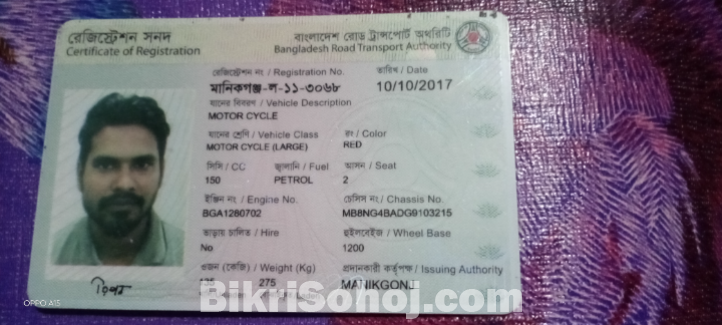 রেজিস্ট্রেশন সনদ
Certificate of Registration
বাংলাদেশ রোড ট্রান্সপোর্ট অথরিটি
Bangladesh Road Transport Authority
রেজিস্ট্রেশন নং / Registration No.
তারিখ / Date
মানিকগঞ্জ-ল-১১-৩০৬৮
10/10/2017
যানের বিবরণ / Vehicle Description
MOTOR CYCLE
যানের শ্রেণী / Vehicle Class
রং / Color
MOTOR CYCLE (LARGE)
RED
সিসি / CC
জ্বালানি / Fuel
আসন / Seat
150
PETROL
2
ইঞ্জিন নং / Engine No.
চেসিস নং / Chassis No.
BGA1280702
MB8NG4BADG9103215
ভাড়ায় চালিত / Hire
হুইলবেইজ / Wheel Base
No
1200
ওজন (কেজি) / Weight (Kg)
প্রদানকারী কর্তৃপক্ষ / Issuing Authority
275
MANIKGONJ
BikriSohoj.com
OPPO A15